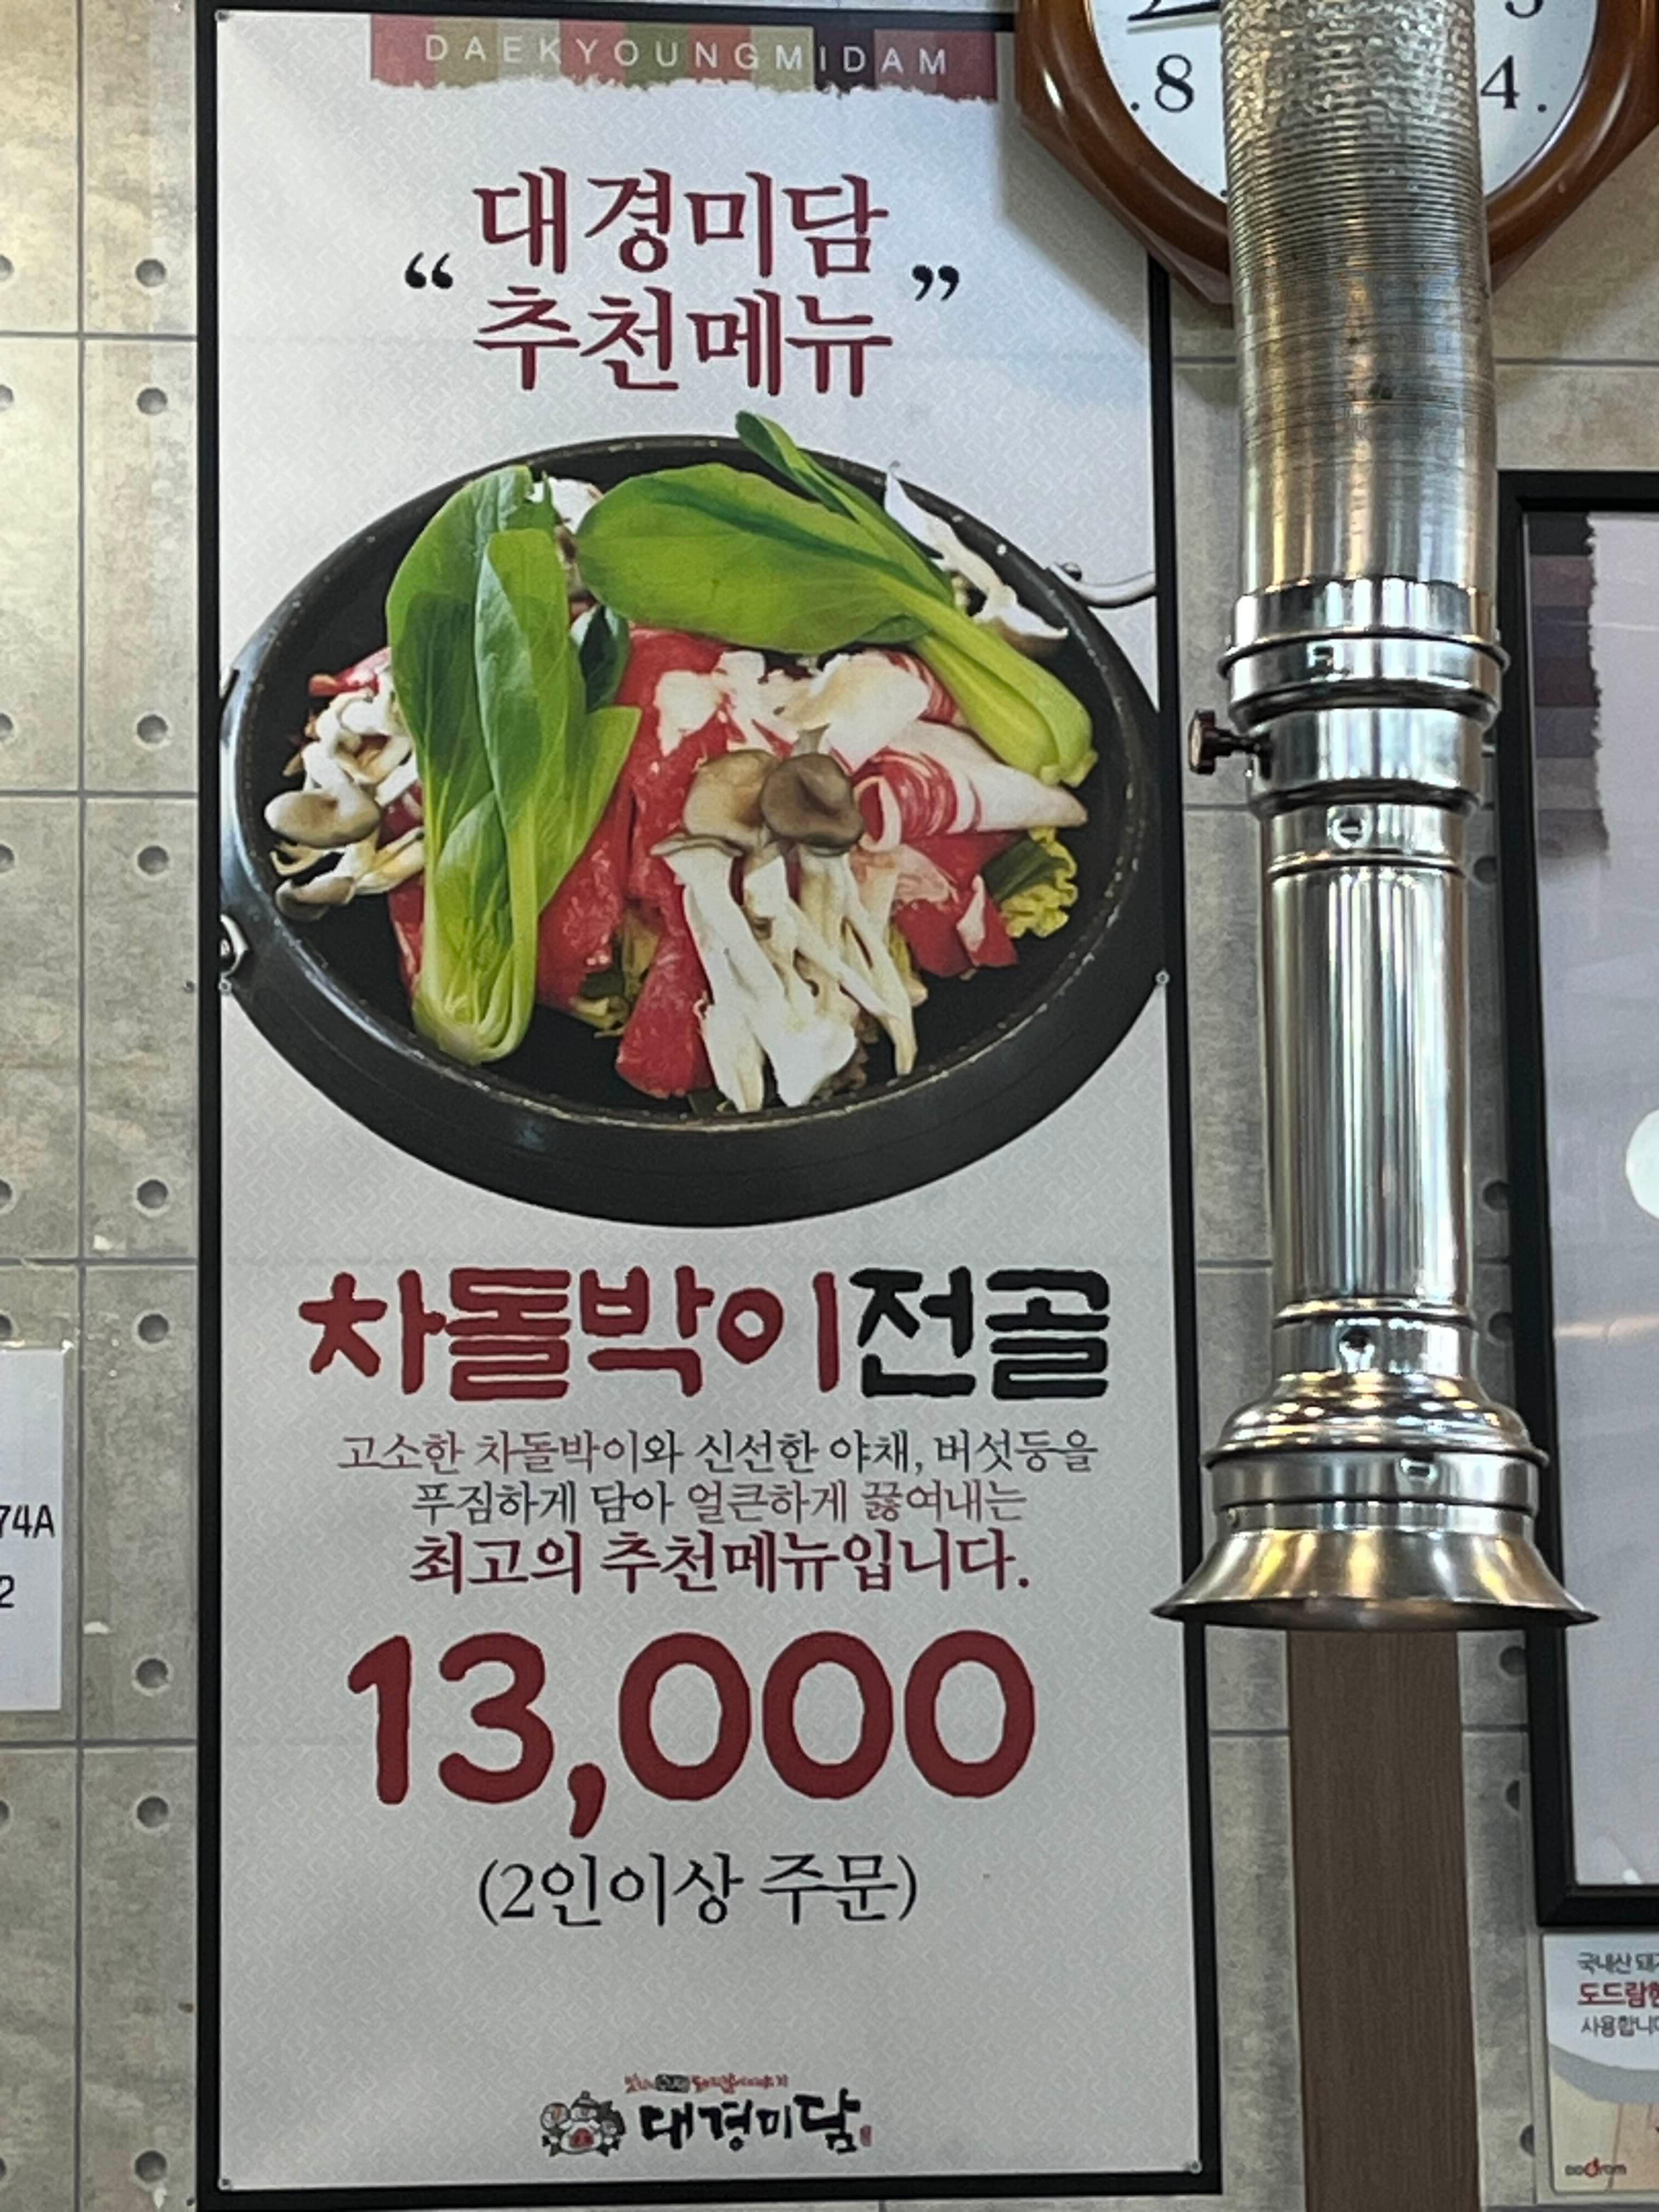 DAEKYOUNGMIDAM
“ 대경미담
추천메뉴 ”
차돌박이전골
고소한 차돌박이와 신선한 야채, 버섯등을
푸짐하게 담아 얼큰하게 끓여내는
최고의 추천메뉴입니다.
13,000
(2인이상 주문)
대경미담
8
4
74A
2
국내산
도드람
사용합니